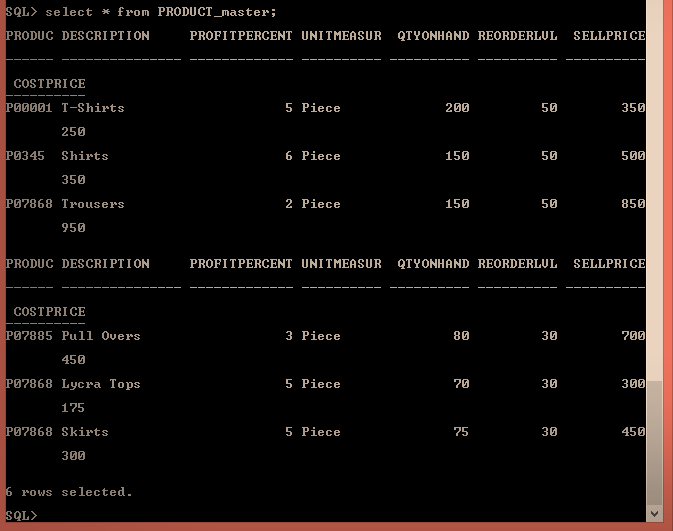 SQL> select * from PRODUCT_master;
PRODUC DESCRIPTION PROFITPERCENT UNITMEASUR QTYONHAND REORDERLVL SELLPRICE
------ --------------- ------------- ---------- ---------- ---------- ----------
COSTPRICE
----------
P00001 T-Shirts 5 Piece 200 50 350
250
P0345 Shirts 6 Piece 150 50 500
350
P07868 Trousers 2 Piece 150 50 850
950
PRODUC DESCRIPTION PROFITPERCENT UNITMEASUR QTYONHAND REORDERLVL SELLPRICE
------ --------------- ------------- ---------- ---------- ---------- ----------
COSTPRICE
----------
P07885 Pull Overs 3 Piece 80 30 700
450
P07868 Lycra Tops 5 Piece 70 30 300
175
P07868 Skirts 5 Piece 75 30 450
300
6 rows selected.
SQL>